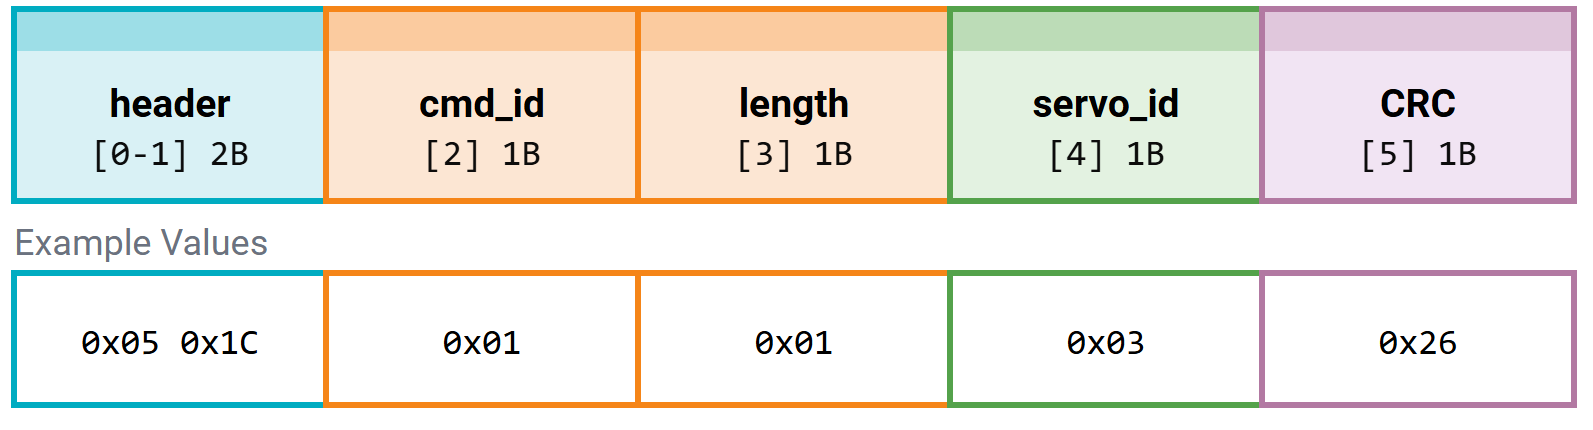 header cmd_id length servo_id CRC
[0-1] 2B [2] 1B [3] 1B [4] 1B [5] 1B
Example Values
0x05 0x1C 0x01 0x01 0x03 0x26